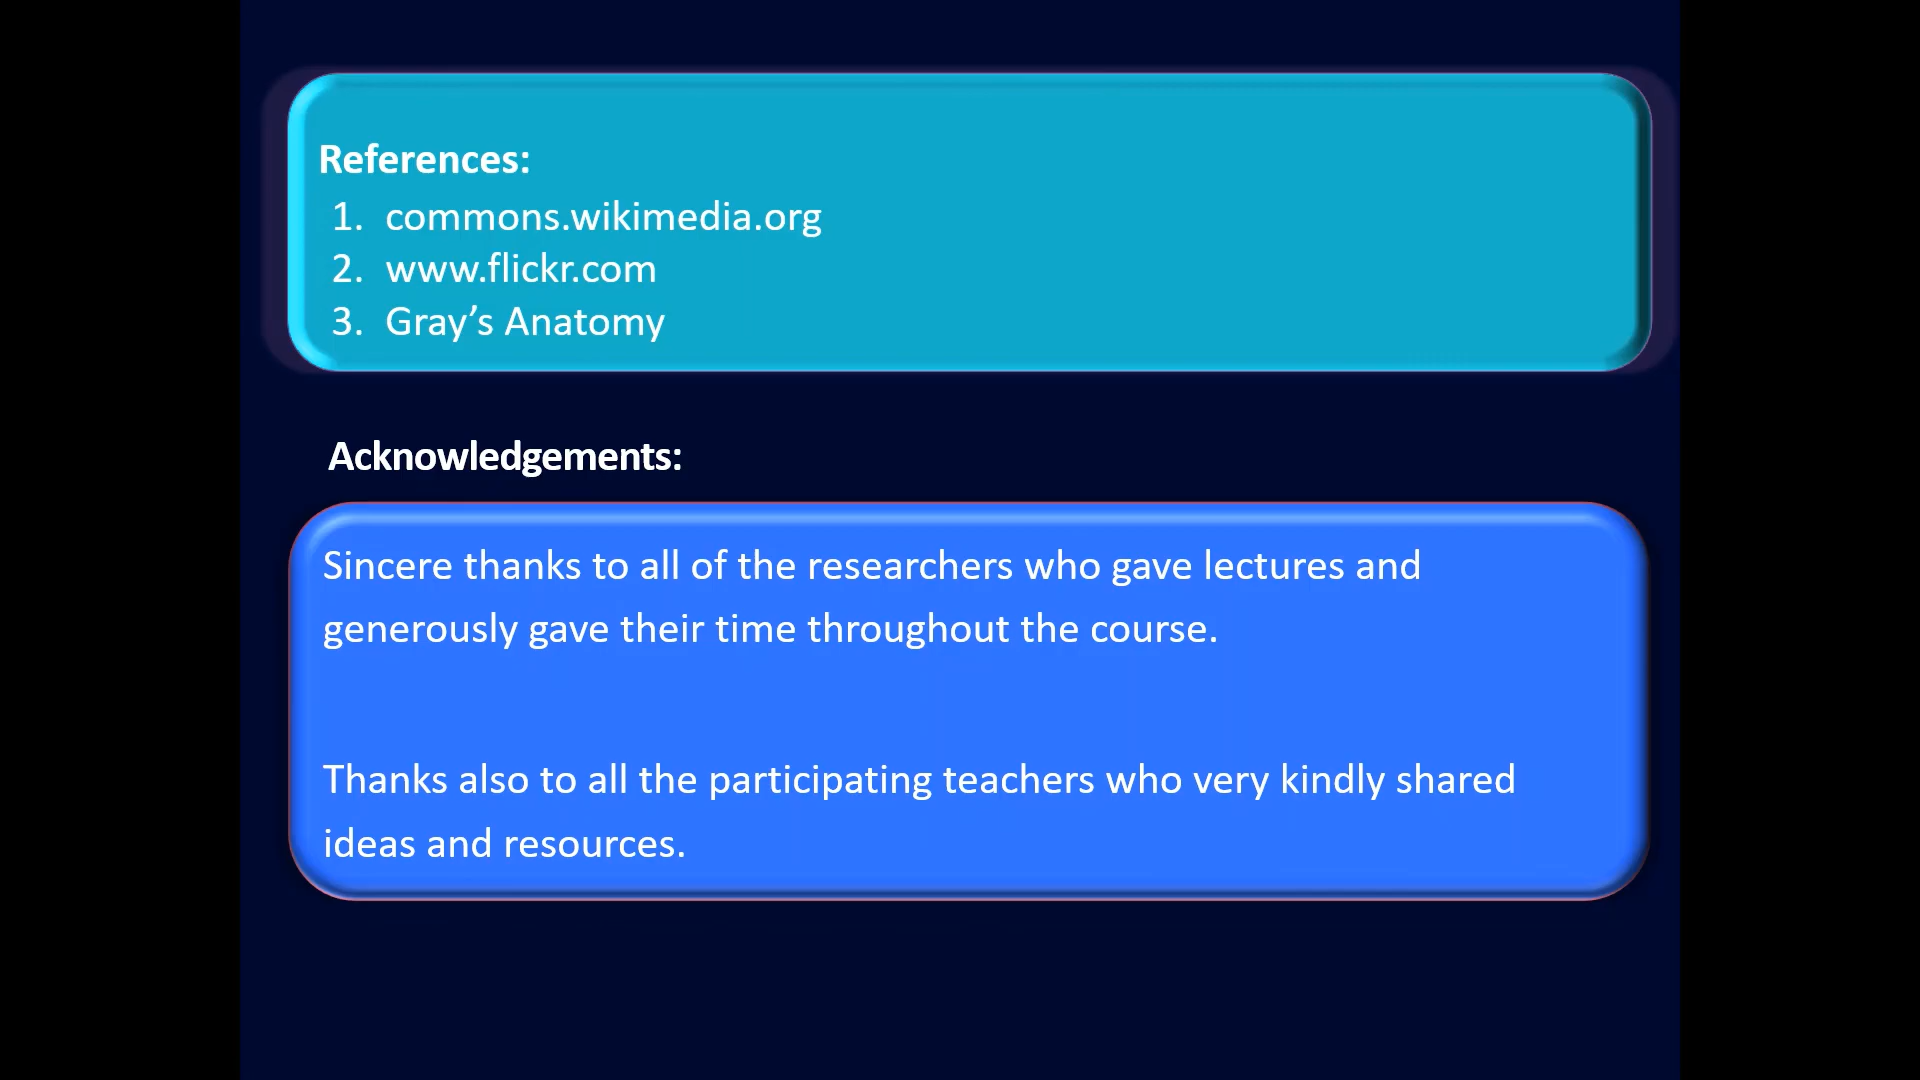 References:
1. commons.wikimedia.org
2. www.flickr.com
3. Gray’s Anatomy
Acknowledgements:
Sincere thanks to all of the researchers who gave lectures and
generously gave their time throughout the course.
Thanks also to all the participating teachers who very kindly shared
ideas and resources.